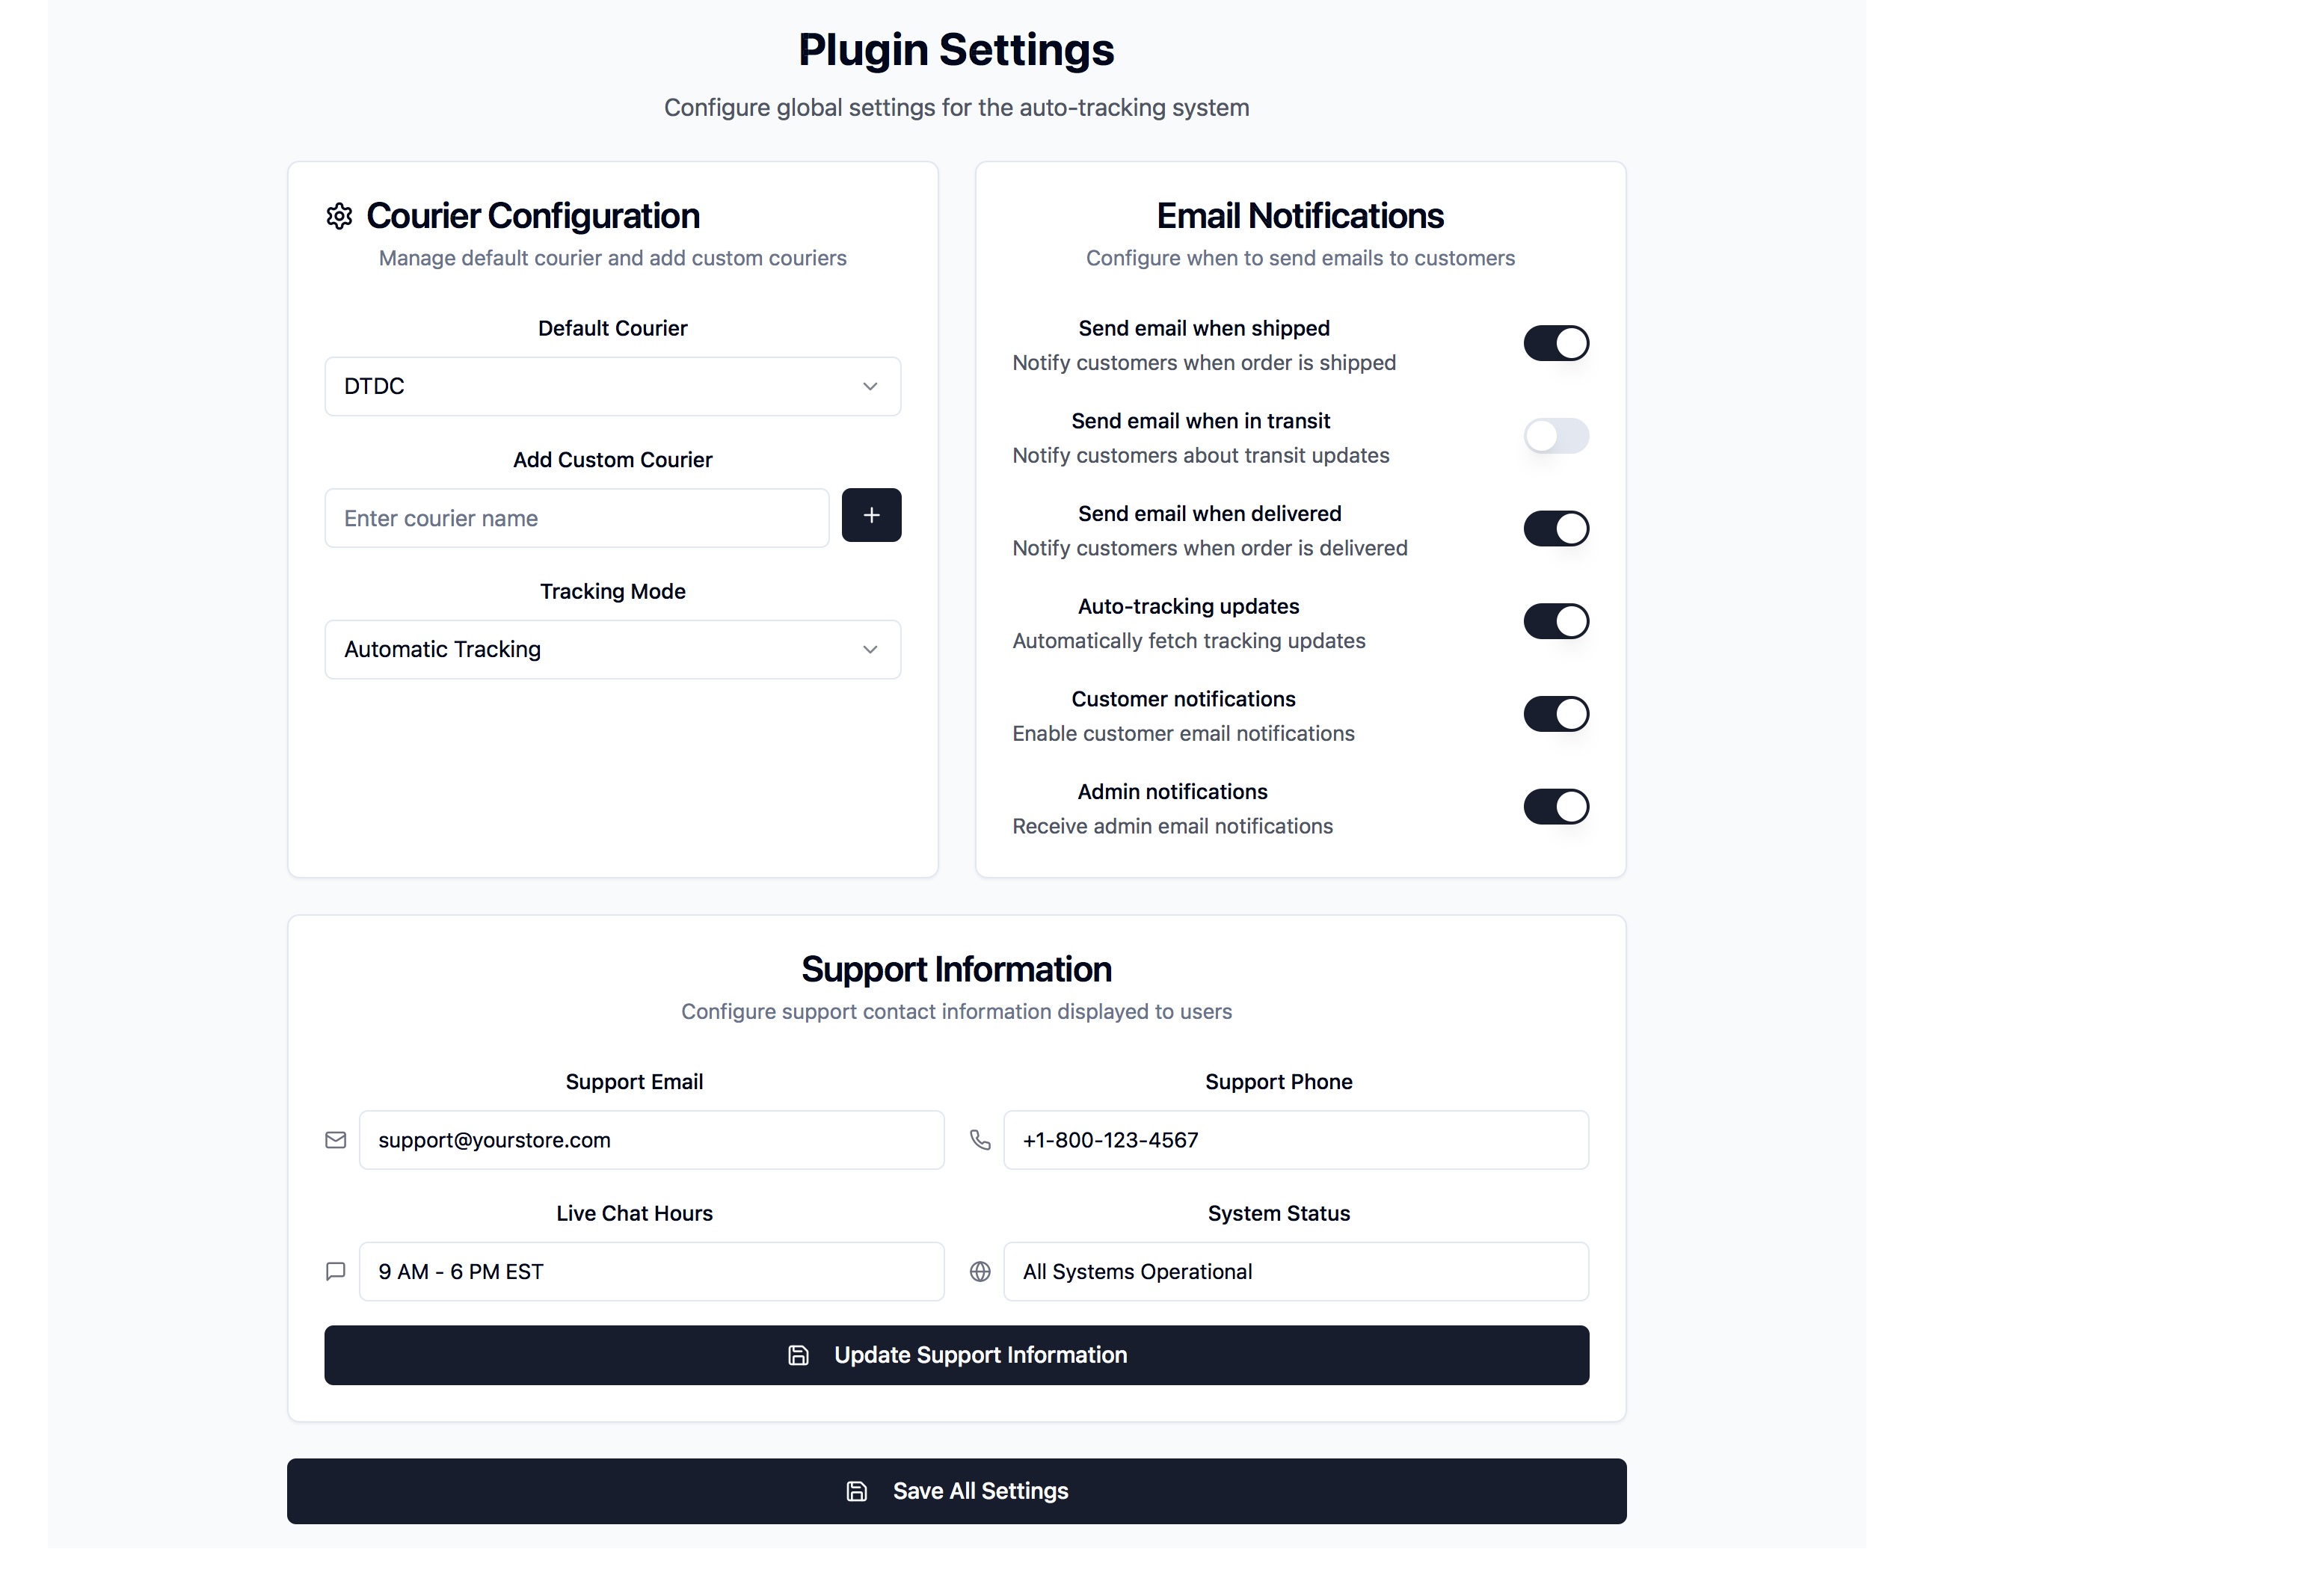 Plugin Settings
Configure global settings for the auto-tracking system
Courier Configuration
Manage default courier and add custom couriers
Default Courier
DTDC
Add Custom Courier
Enter courier name
Tracking Mode
Automatic Tracking
Email Notifications
Configure when to send emails to customers
Send email when shipped
Notify customers when order is shipped
Send email when in transit
Notify customers about transit updates
Send email when delivered
Notify customers when order is delivered
Auto-tracking updates
Automatically fetch tracking updates
Customer notifications
Enable customer email notifications
Admin notifications
Receive admin email notifications
Support Information
Configure support contact information displayed to users
Support Email
support@yourstore.com
Support Phone
+1-800-123-4567
Live Chat Hours
9 AM - 6 PM EST
System Status
All Systems Operational
Update Support Information
Save All Settings